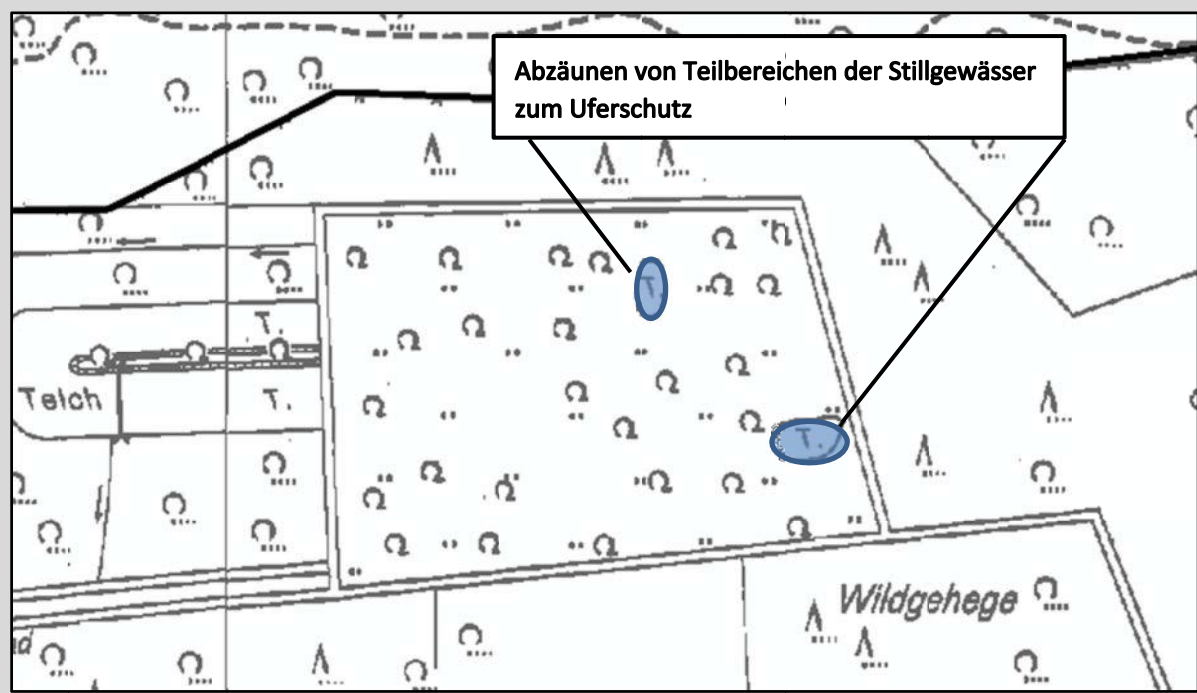 Abzäunen von Teilbereichen der Stillgewässer
zum Uferschutz
T.
T.
Teich
T.
T.
Wildgehege